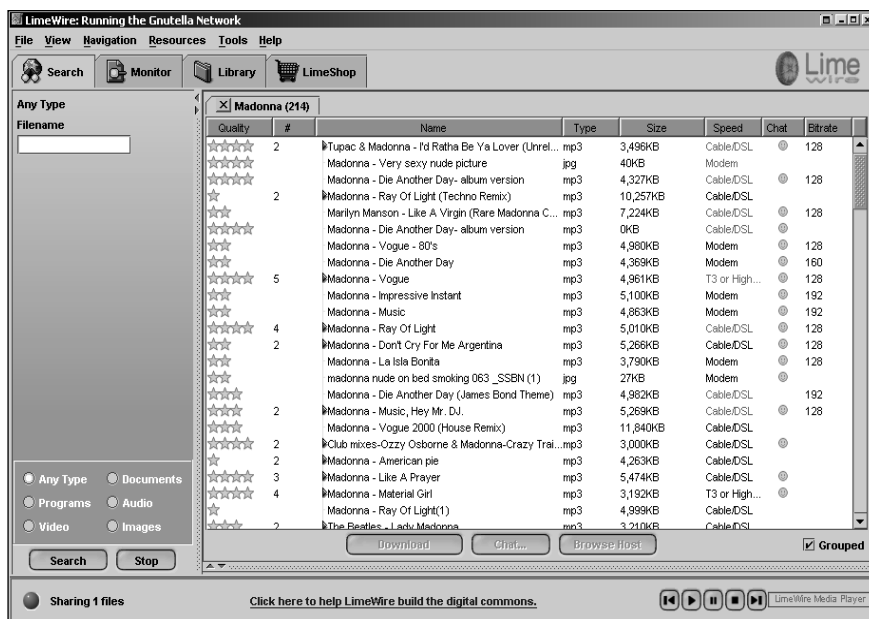 LimeWire: Running the Gnutella Network
File View Navigation Resources Tools Help
Search Monitor Library LimeShop Lime wire
Any Type
Filename
Madonna (214)
Quality # Name Type Size Speed Chat Bitrate
2 Tupac & Madonna - I'd Ratha Be Ya Lover (Unrel... mp3 3,496KB Cable/DSL 128
Madonna - Very sexy nude picture jpg 40KB Modem
Madonna - Die Another Day- album version mp3 4,327KB Cable/DSL 128
2 Madonna - Ray Of Light (Techno Remix) mp3 10,257KB Cable/DSL
Marilyn Manson - Like A Virgin (Rare Madonna C... mp3 7,224KB Cable/DSL 128
Madonna - Die Another Day- album version mp3 0KB Cable/DSL
Madonna - Vogue - 80's mp3 4,980KB Modem 128
Madonna - Die Another Day mp3 4,369KB Modem 160
5 Madonna - Vogue mp3 4,961KB T3 or High... 128
Madonna - Impressive Instant mp3 5,100KB Modem 192
Madonna - Music mp3 4,863KB Modem 192
4 Madonna - Ray Of Light mp3 5,010KB Cable/DSL 128
2 Madonna - Don't Cry For Me Argentina mp3 5,266KB Cable/DSL 128
Madonna - La Isla Bonita mp3 3,790KB Modem 128
madonna nude on bed smoking 063 _SSBN (1) jpg 27KB Modem
Madonna - Die Another Day (James Bond Theme) mp3 4,982KB Cable/DSL 192
2 Madonna - Music, Hey Mr. DJ. mp3 5,269KB Cable/DSL 128
Madonna - Vogue 2000 (House Remix) mp3 11,840KB Cable/DSL
2 Club mixes-Ozzy Osborne & Madonna-Crazy Trai... mp3 3,000KB Cable/DSL
2 Madonna - American pie mp3 4,263KB Cable/DSL
3 Madonna - Like A Prayer mp3 5,474KB Cable/DSL
4 Madonna - Material Girl mp3 3,192KB T3 or High...
Madonna - Ray Of Light(1) mp3 4,999KB Cable/DSL
2 The Beatles - Lady Madonna mp3 3,210KB Cable/DSL
Any Type Documents
Programs Audio
Video Images
Download Chat... Browse Host Grouped
Search Stop
Sharing 1 files Click here to help LimeWire build the digital commons. LimeWire Media Player